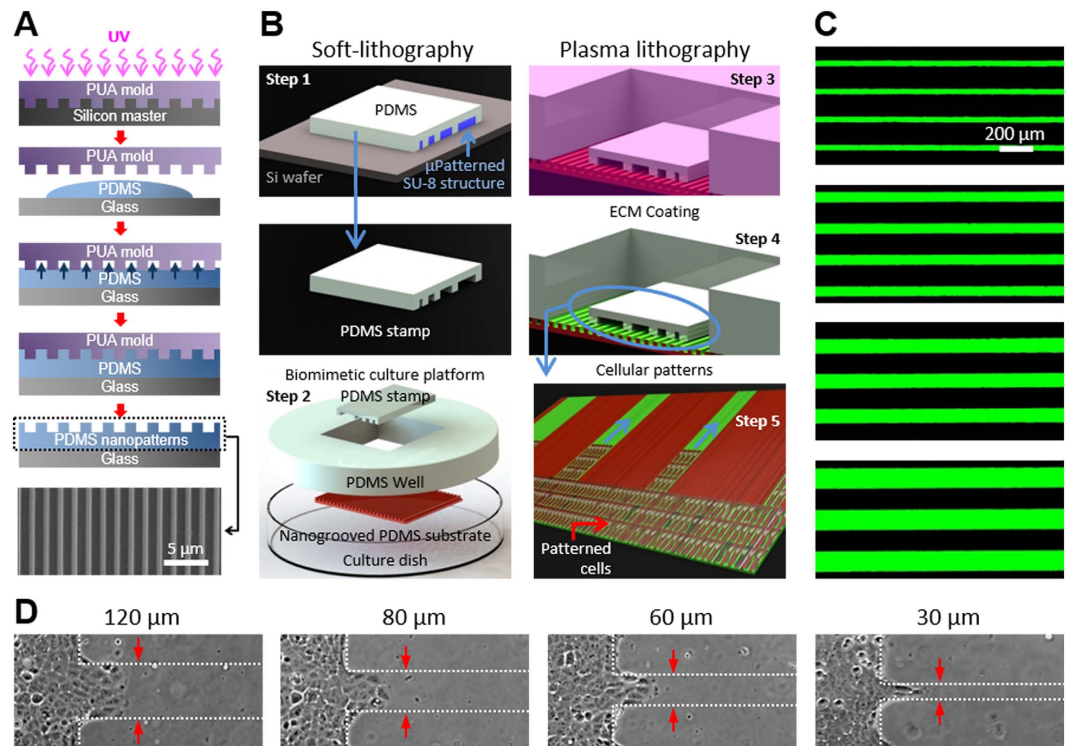 A
UV
PUA mold
Silicon master
PUA mold
PDMS
Glass
PUA mold
PDMS
Glass
PUA mold
PDMS
Glass
PDMS nanopatterns
Glass
5 µm
B
Soft-lithography
Plasma lithography
Step 1
PDMS
µPatterned
SU-8 structure
Si wafer
PDMS stamp
Biomimetic culture platform
Step 2
PDMS stamp
PDMS Well
Nanogrooved PDMS substrate
Culture dish
Step 3
ECM Coating
Step 4
Cellular patterns
Step 5
Patterned
cells
C
200 µm
D
120 µm
80 µm
60 µm
30 µm